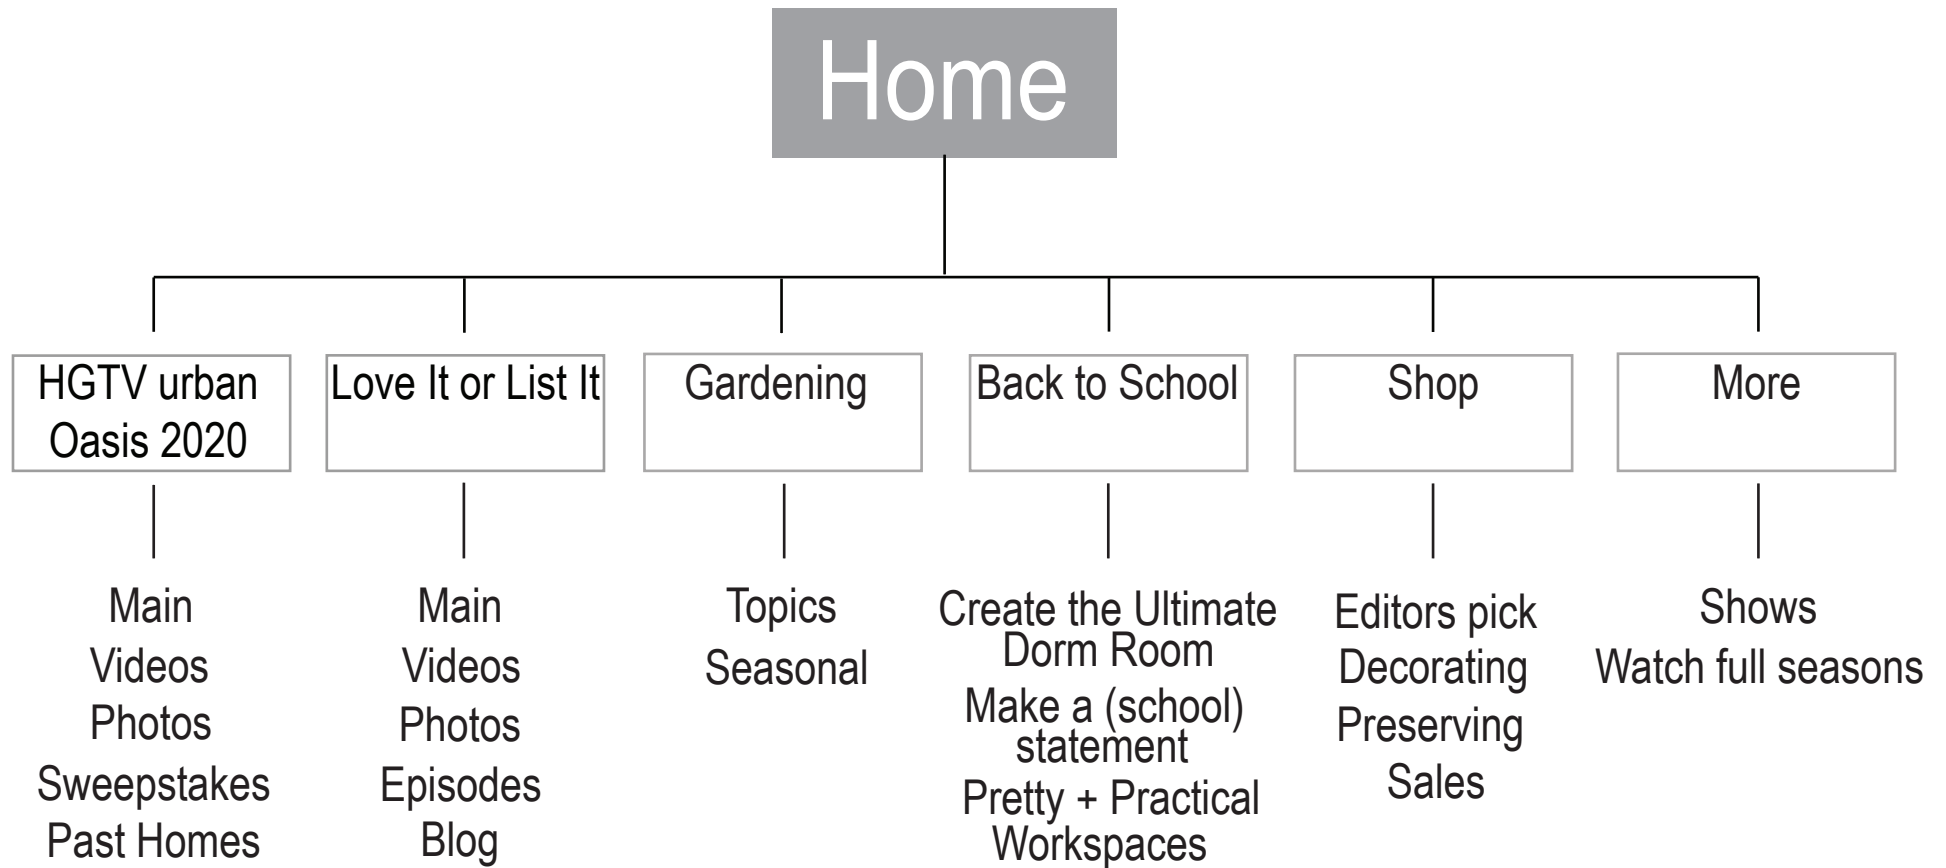 Home
HGTV urban
Oasis 2020
Love It or List It
Gardening
Back to School
Shop
More
Main
Videos
Photos
Sweepstakes
Past Homes
Main
Videos
Photos
Episodes
Blog
Topics
Seasonal
Create the Ultimate
Dorm Room
Make a (school)
statement
Pretty + Practical
Workspaces
Editors pick
Decorating
Preserving
Sales
Shows
Watch full seasons